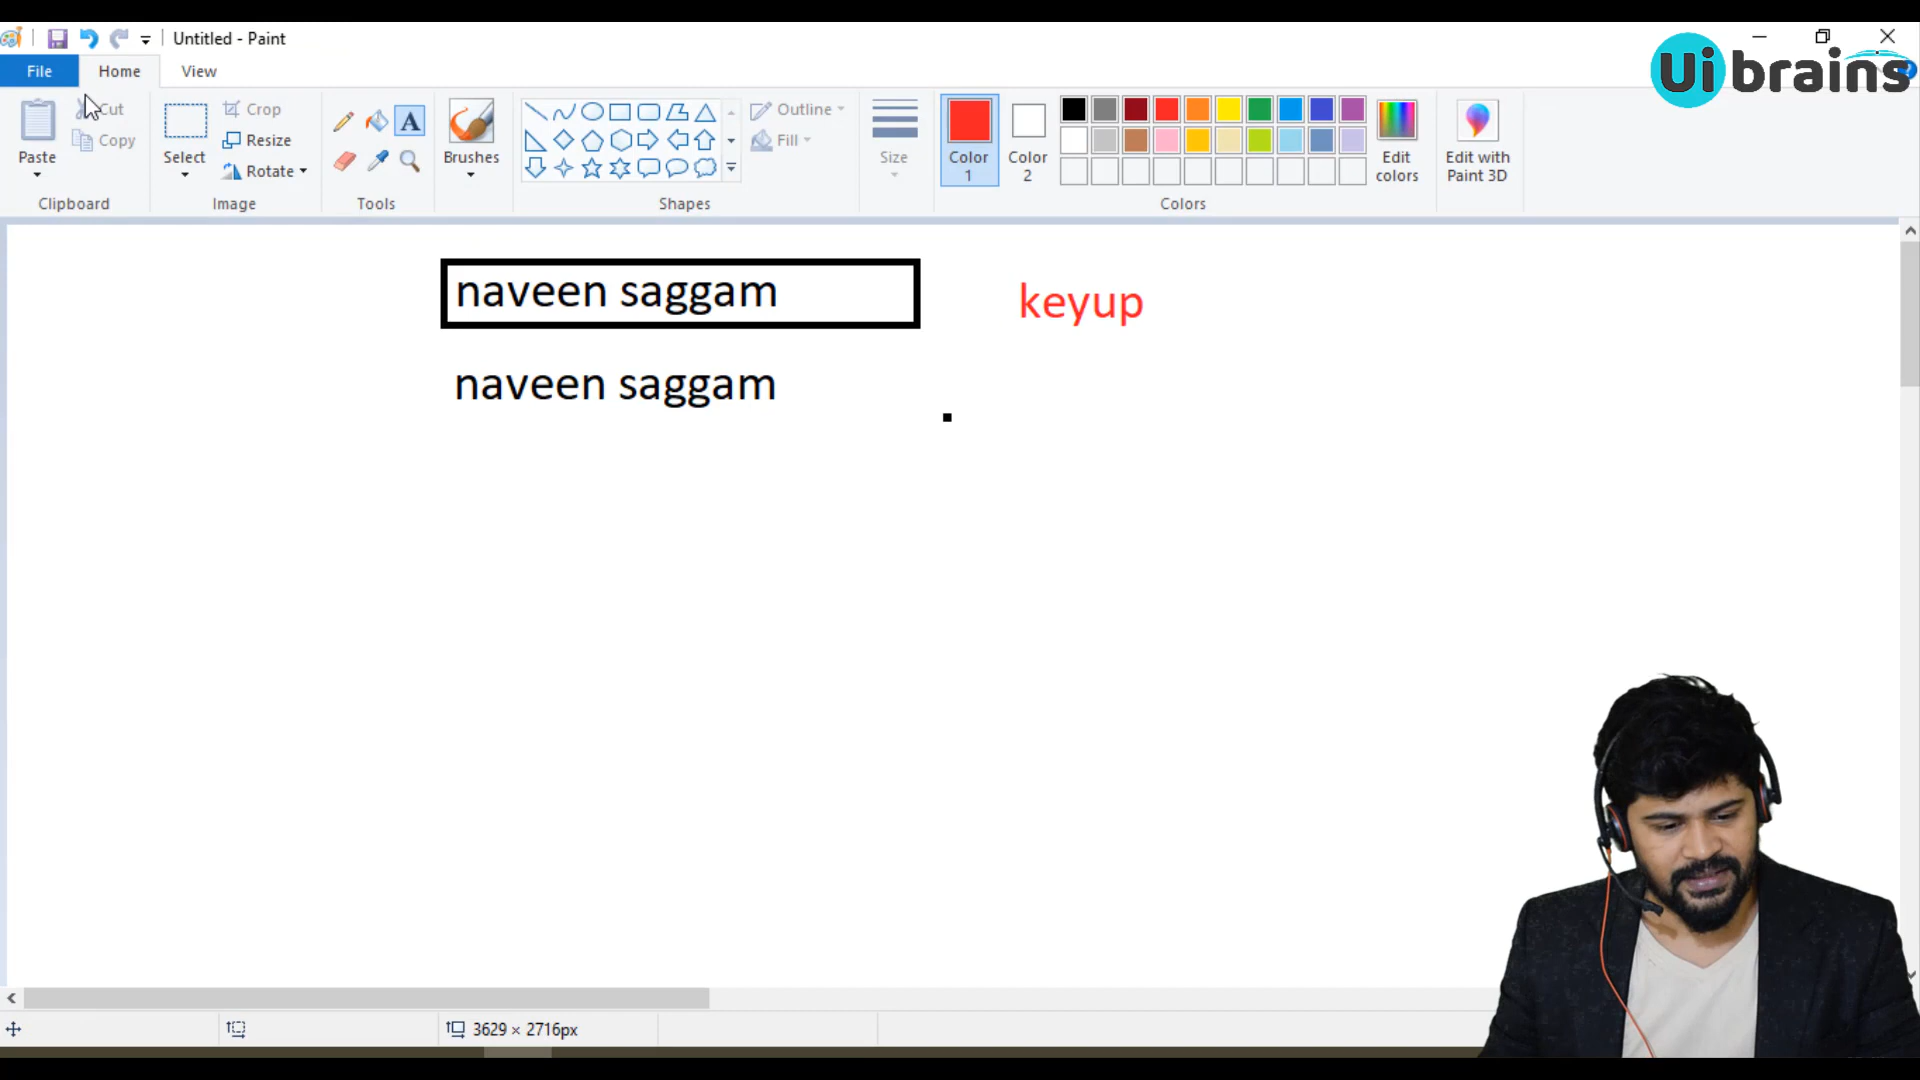 Untitled - Paint
Ui brains
File Home View
Paste
Cut
Copy
Clipboard
Select
Crop
Resize
Rotate
Image
A
Tools
Brushes
Shapes
Outline
Fill
Size
Color 1
Color 2
Edit colors
Colors
Edit with Paint 3D
naveen saggam
keyup
naveen saggam
3629 × 2716px